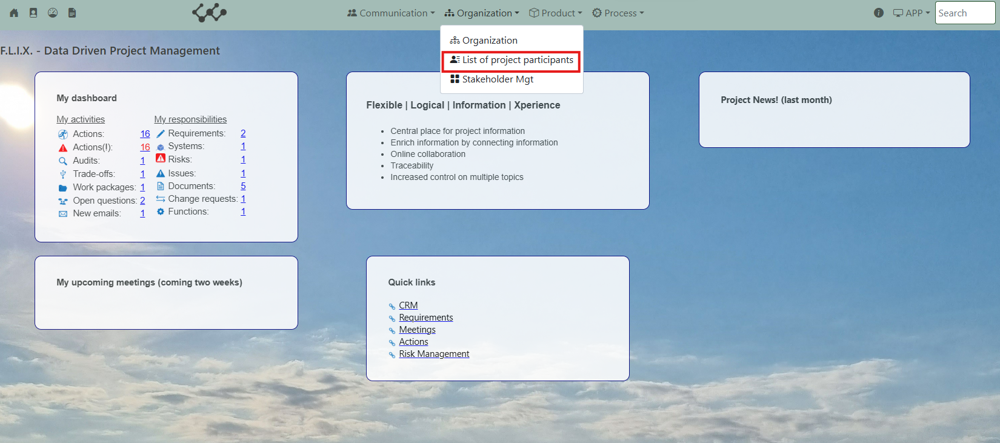 Communication
Organization
Product
Process
APP
Search
Organization
List of project participants
Stakeholder Mgt
F.L.I.X. - Data Driven Project Management
My dashboard
My activities
Actions: 16
Actions(!): 16
Audits: 1
Trade-offs: 1
Work packages: 1
Open questions: 2
New emails: 1
My responsibilities
Requirements: 2
Systems: 1
Risks: 1
Issues: 1
Documents: 5
Change requests: 1
Functions: 1
Flexible | Logical | Information | Xperience
• Central place for project information
• Enrich information by connecting information
• Online collaboration
• Traceability
• Increased control on multiple topics
Project News! (last month)
My upcoming meetings (coming two weeks)
Quick links
CRM
Requirements
Meetings
Actions
Risk Management